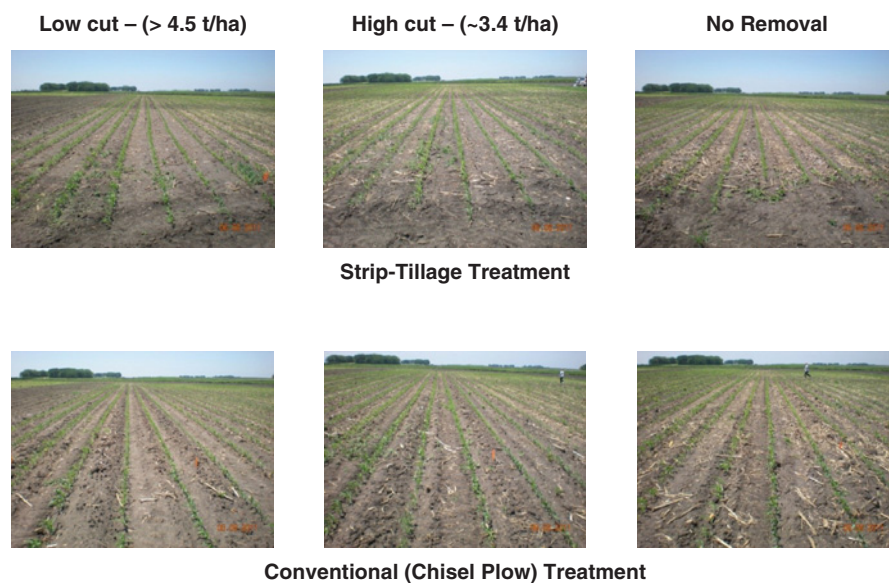 Low cut – (> 4.5 t/ha)
High cut – (~3.4 t/ha)
No Removal
Strip-Tillage Treatment
Conventional (Chisel Plow) Treatment